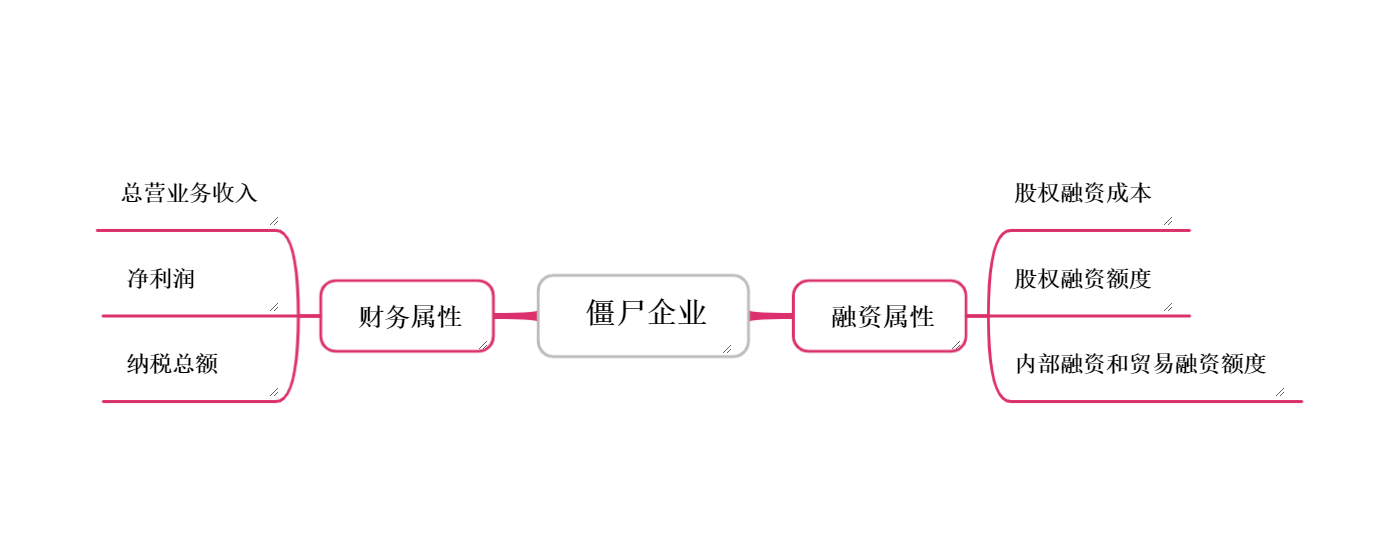 总营业务收入
净利润
纳税总额
财务属性
僵尸企业
融资属性
股权融资成本
股权融资额度
内部融资和贸易融资额度